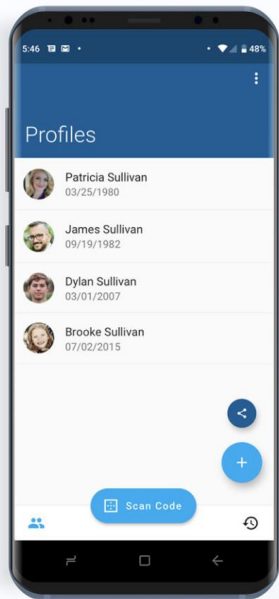 5:46
48%
Profiles
Patricia Sullivan
03/25/1980
James Sullivan
09/19/1982
Dylan Sullivan
03/01/2007
Brooke Sullivan
07/02/2015
Scan Code